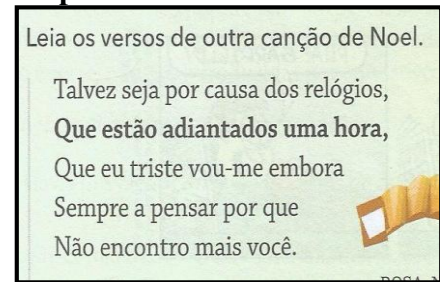 Leia os versos de outra canção de Noel.
Talvez seja por causa dos relógios,
Que estão adiantados uma hora,
Que eu triste vou-me embora
Sempre a pensar por que
Não encontro mais você.